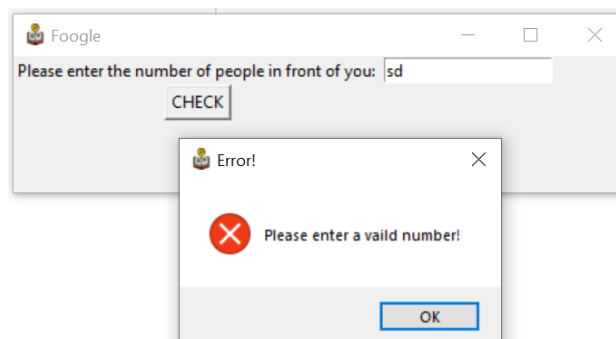 Foogle
Please enter the number of people in front of you: sd
CHECK
Error!
Please enter a vaild number!
OK